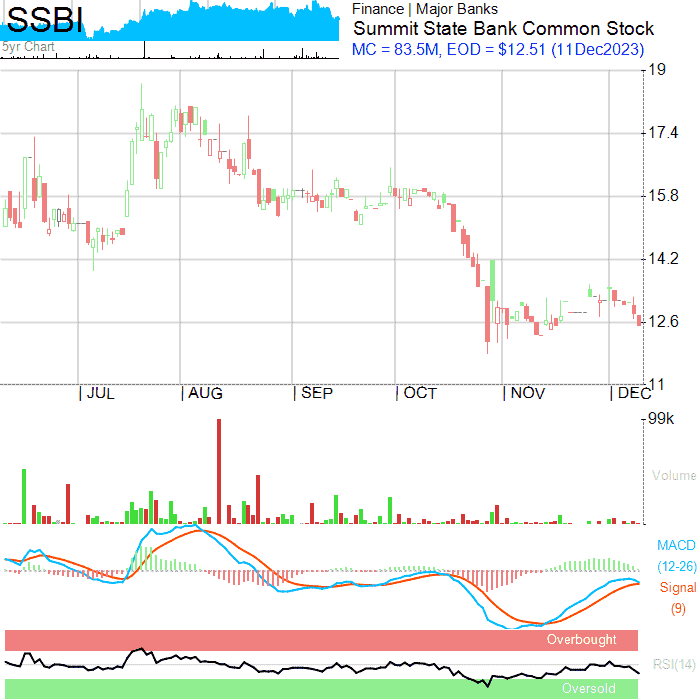 SSBI
5yr Chart
Finance | Major Banks
Summit State Bank Common Stock
MC = 83.5M, EOD = $12.51 (11Dec2023)
19
17.4
15.8
14.2
12.6
11
JUL
AUG
SEP
OCT
NOV
DEC
99k
Volume
MACD
(12-26)
Signal
(9)
Overbought
RSI(14)
Oversold